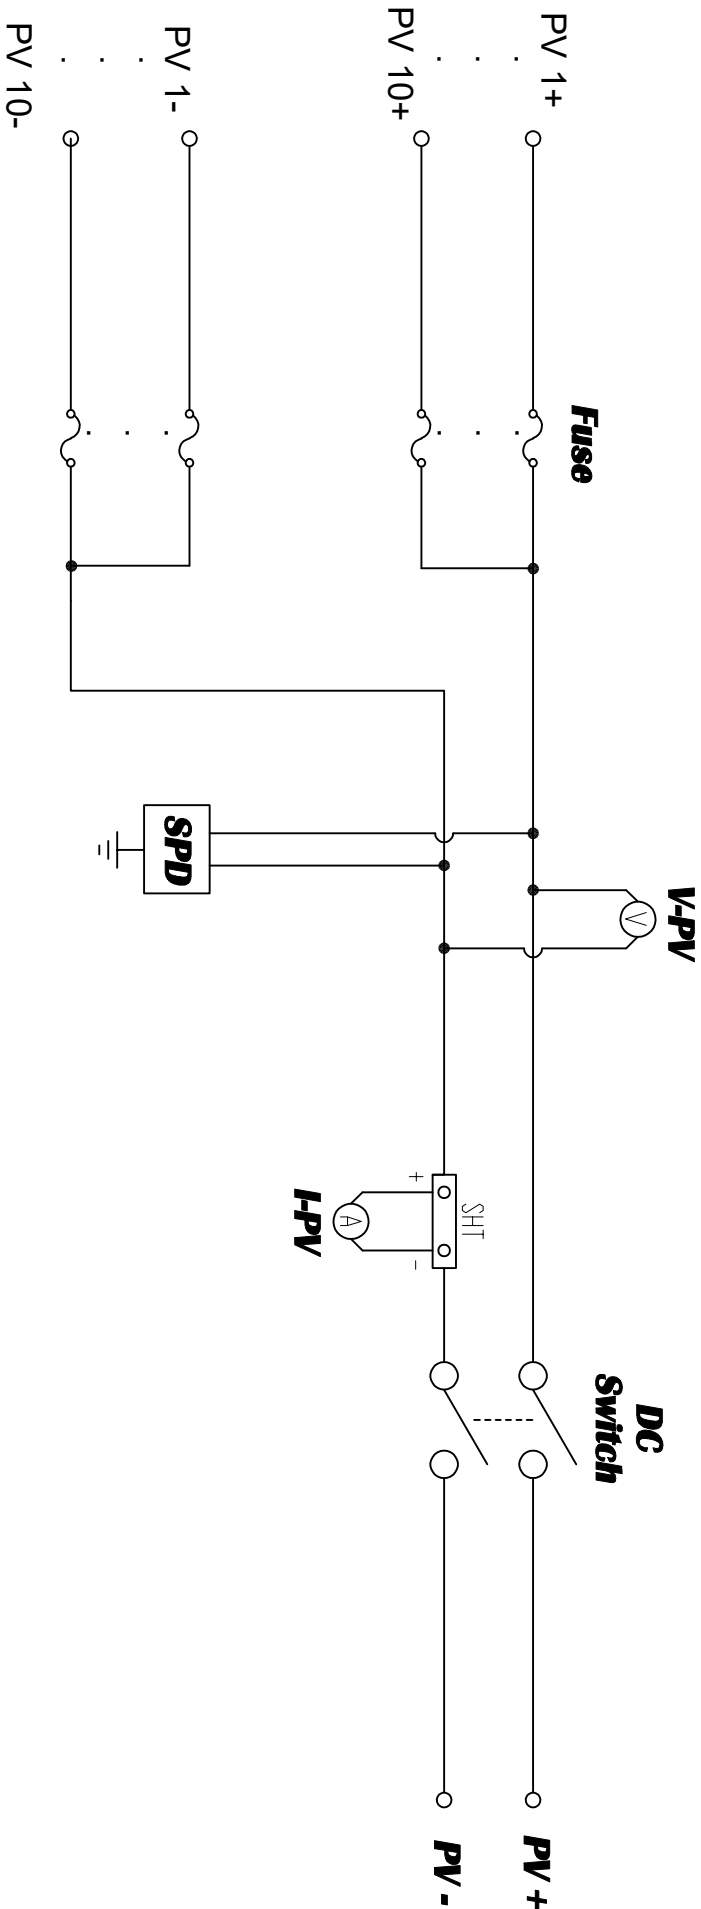 PV 1+
. . .
PV 10+
PV 1-
. . .
PV 10-
Fuse
. . .
. . .
SPD
V-PV
V
SHT
+
-
A
I-PV
DC
Switch
PV +
PV -